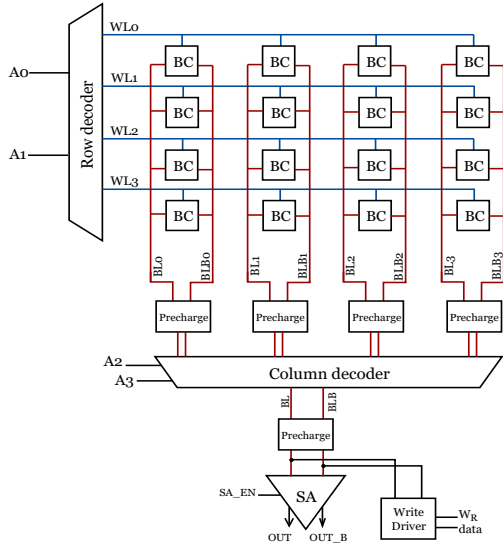 WL0
BC BC BC BC
A0
WL1
BC BC BC BC
Row decoder
WL2
A1
BC BC BC BC
WL3
BC BC BC BC
BL0 BLB0 BL1 BLB1 BL2 BLB2 BL3 BLB3
Precharge Precharge Precharge Precharge
A2
A3
Column decoder
BL BLB
Precharge
SA
SA_EN
OUT OUT_B
Write
Driver
WR
data